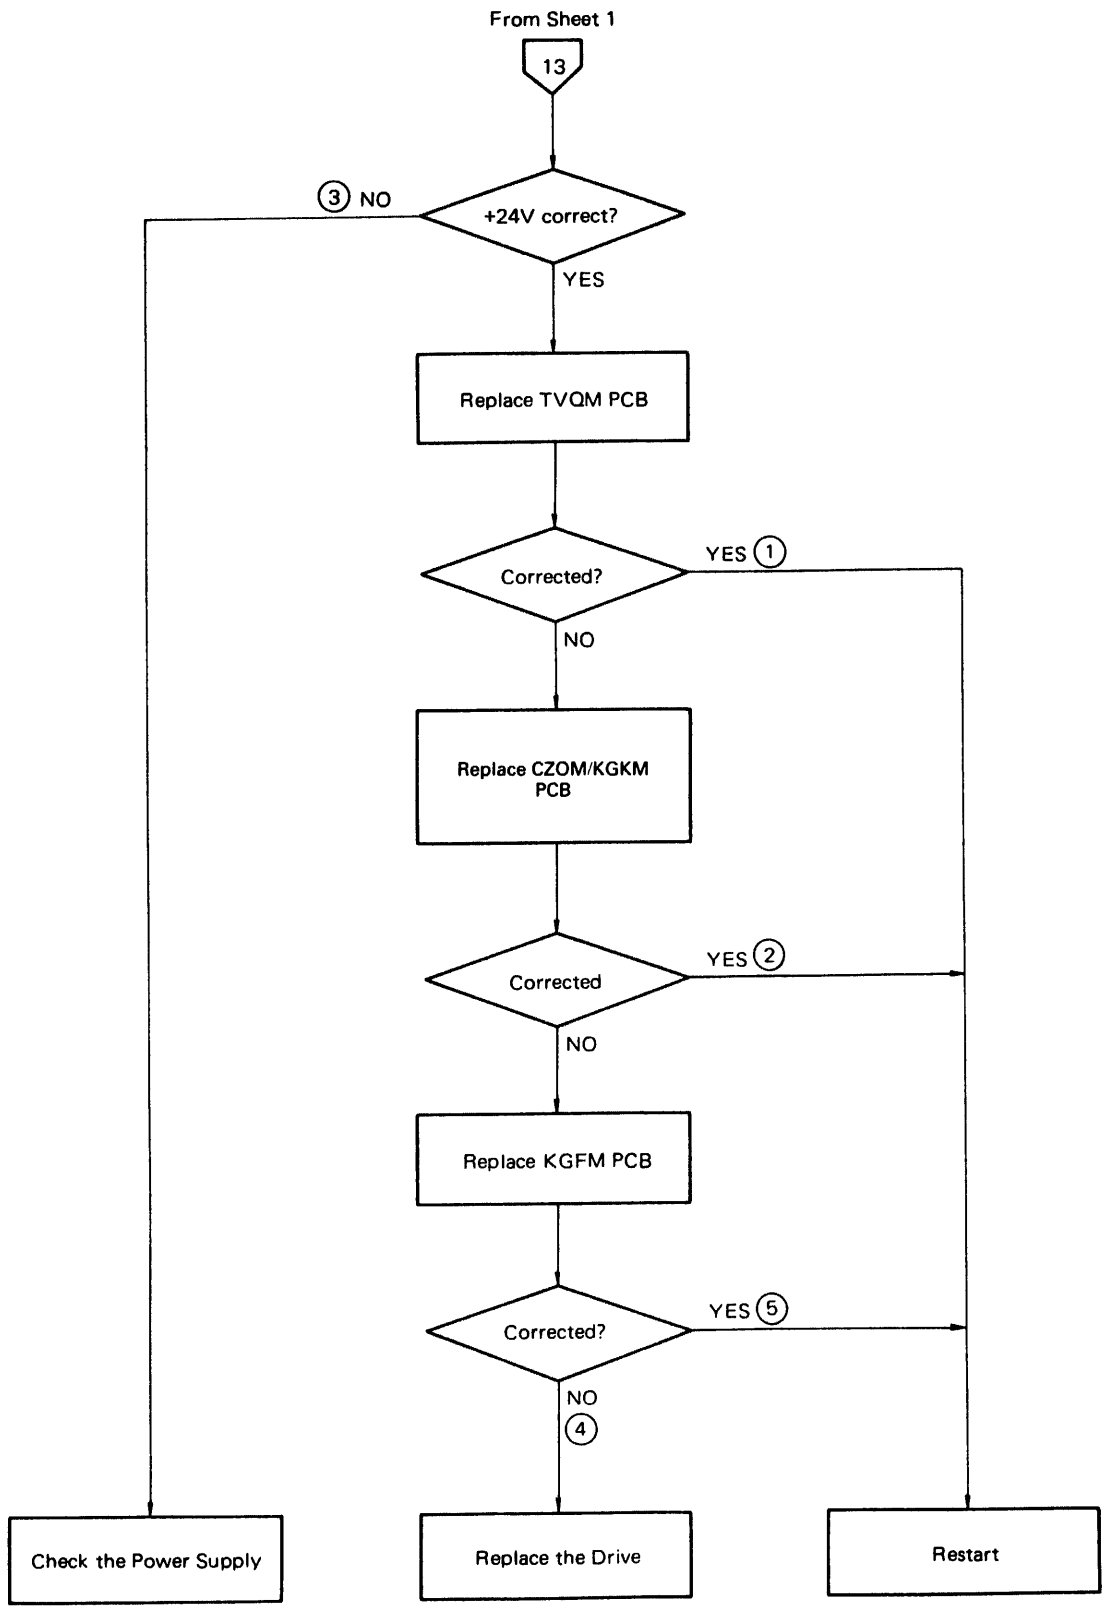 From Sheet 1
13
③ NO
+24V correct?
YES
Replace TVQM PCB
Corrected?
YES ①
NO
Replace CZOM/KGKM
PCB
Corrected
YES ②
NO
Replace KGFM PCB
Corrected?
YES ⑤
NO
④
Check the Power Supply
Replace the Drive
Restart